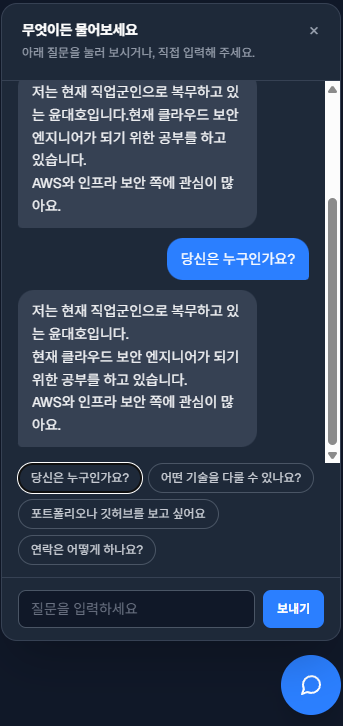 무엇이든 물어보세요
×
아래 질문을 눌러 보시거나, 직접 입력해 주세요.
저는 현재 직업군인으로 복무하고 있
는 윤대호입니다.현재 클라우드 보안
엔지니어가 되기 위한 공부를 하고
있습니다.
AWS와 인프라 보안 쪽에 관심이 많
아요.
당신은 누구인가요?
저는 현재 직업군인으로 복무하고 있
는 윤대호입니다.
현재 클라우드 보안 엔지니어가 되기
위한 공부를 하고 있습니다.
AWS와 인프라 보안 쪽에 관심이 많
아요.
당신은 누구인가요?
어떤 기술을 다룰 수 있나요?
포트폴리오나 깃허브를 보고 싶어요
연락은 어떻게 하나요?
질문을 입력하세요
보내기